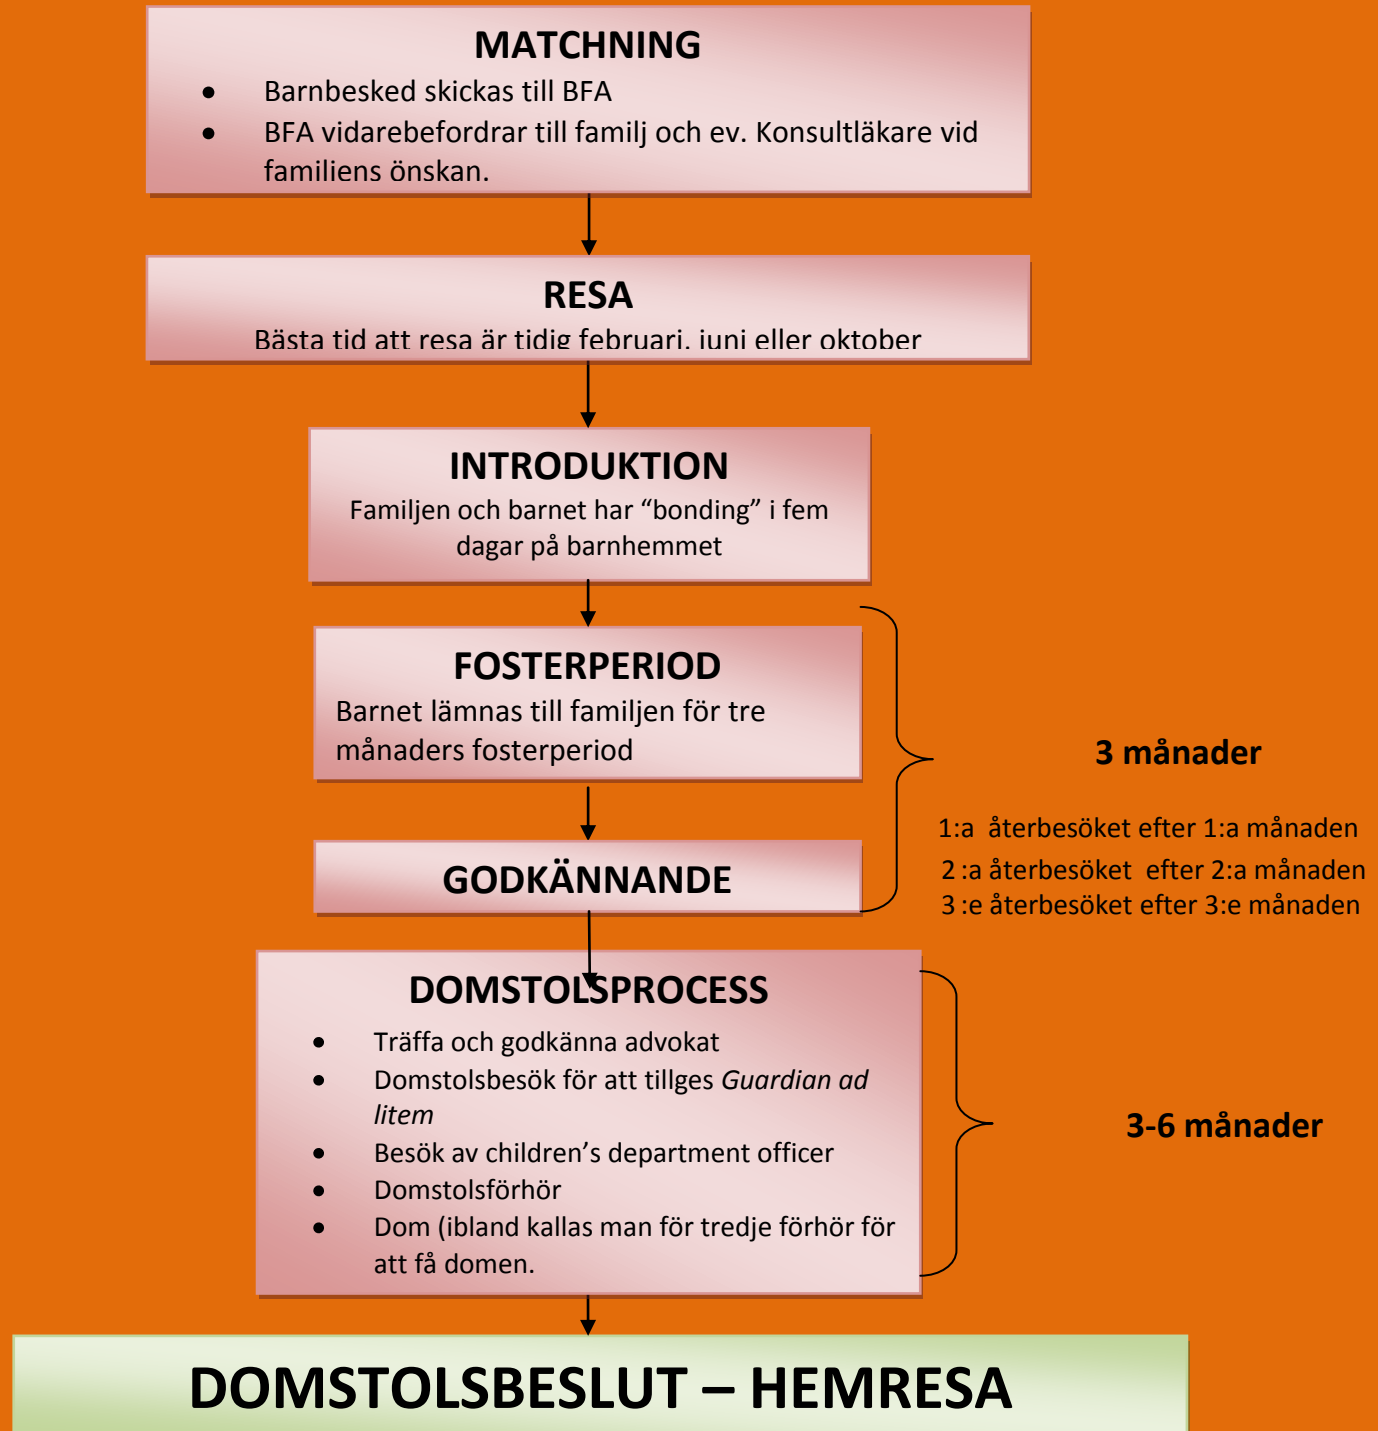 MATCHNING
• Barnbesked skickas till BFA
• BFA vidarebefordrar till familj och ev. Konsultläkare vid
familjens önskan.
RESA
Bästa tid att resa är tidig februari, juni eller oktober
INTRODUKTION
Familjen och barnet har “bonding” i fem
dagar på barnhemmet
FOSTERPERIOD
Barnet lämnas till familjen för tre
månaders fosterperiod
3 månader
1:a återbesöket efter 1:a månaden
2 :a återbesöket efter 2:a månaden
3 :e återbesöket efter 3:e månaden
GODKÄNNANDE
DOMSTOLSPROCESS
• Träffa och godkänna advokat
• Domstolsbesök för att tillges Guardian ad
litem
• Besök av children’s department officer
• Domstolsförhör
• Dom (ibland kallas man för tredje förhör för
att få domen.
3-6 månader
DOMSTOLSBESLUT – HEMRESA